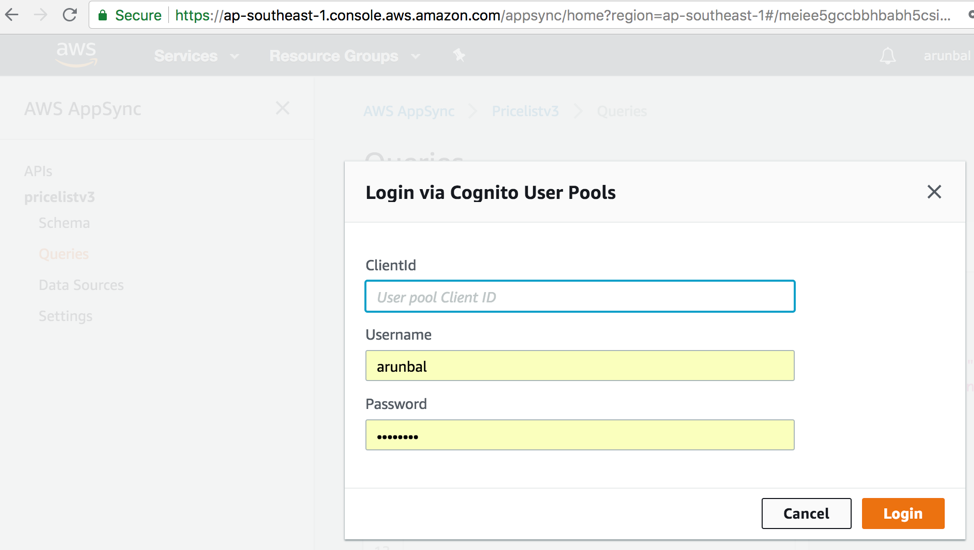 Secure https://ap-southeast-1.console.aws.amazon.com/appsync/home?region=ap-southeast-1#/meiee5gccbbhbabh5csi...
aws Services Resource Groups arunbal
AWS AppSync
AWS AppSync > Pricelistv3 > Queries
Queries
APIs
pricelistv3
Schema
Queries
Data Sources
Settings
Login via Cognito User Pools
ClientId
User pool Client ID
Username
arunbal
Password
••••••••
Cancel Login